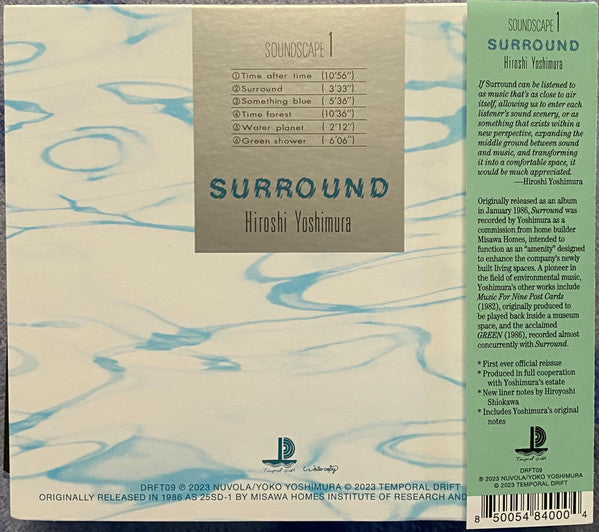 SOUNDSCAPE 1
①Time after time (10'56")
②Surround ( 3'33")
③Something blue ( 5'36")
④Time forest (10'36")
⑤Water planet ( 2'12")
⑥Green shower ( 6'06")
SURROUND
Hiroshi Yoshimura
Temporal Drift
DRFT09 ℗ 2023 NUVOLA/YOKO YOSHIMURA © 2023 TEMPORAL DRIFT
ORIGINALLY RELEASED IN 1986 AS 25SD-1 BY MISAWA HOMES INSTITUTE OF RESEARCH AND
SOUNDSCAPE 1
SURROUND
Hiroshi Yoshimura
If Surround can be listened to
as music that's as close to air
itself, allowing us to enter each
listener's sound scenery, or as
something that exists within a
new perspective, expanding the
middle ground between sound
and music, and transforming
it into a comfortable space, it
would be much appreciated.
—Hiroshi Yoshimura
Originally released as an album
in January 1986, Surround was
recorded by Yoshimura as a
commission from home builder
Misawa Homes, intended to
function as an "amenity" designed
to enhance the company's newly
built living spaces. A pioneer in
the field of environmental music,
Yoshimura's other works include
Music For Nine Post Cards
(1982), originally produced to
be played back inside a museum
space, and the acclaimed
GREEN (1986), recorded almost
concurrently with Surround.
* First ever official reissue
* Produced in full cooperation
with Yoshimura's estate
* New liner notes by Hiroyoshi
Shiokawa
* Includes Yoshimura's original
notes
Temporal Drift
DRFT09
℗ 2023 NUVOLA/YOKO YOSHIMURA
© 2023 TEMPORAL DRIFT
8 50054 84000 4